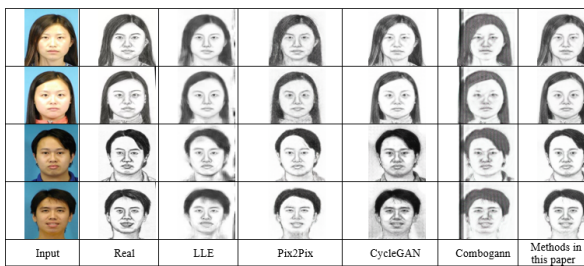 Input
Real
LLE
Pix2Pix
CycleGAN
Combogann
Methods in
this paper